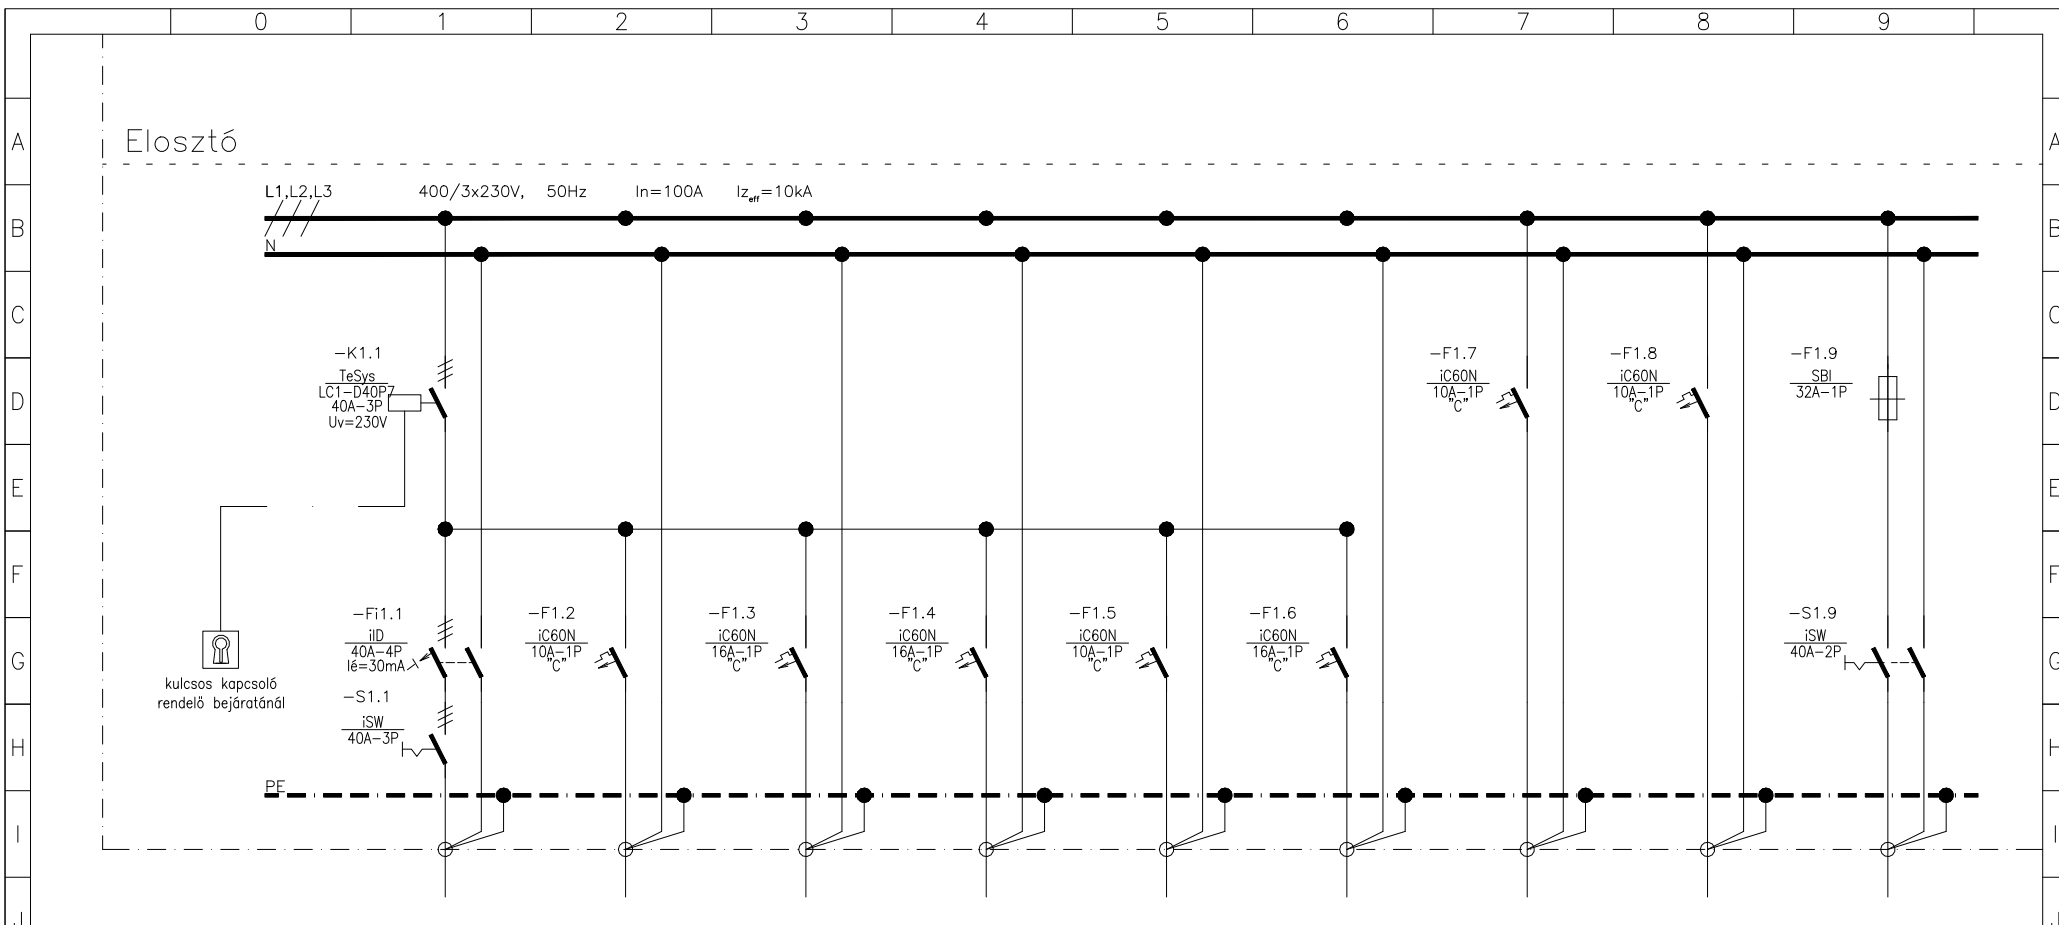 0 1 2 3 4 5 6 7 8 9
A A
Elosztó
L1,L2,L3 400/3x230V, 50Hz In=100A Izeff=10kA
B B
N
C C
-K1.1
TeSys
LC1-D40P7
40A-3P
Uv=230V
-F1.7
iC60N
10A-1P
"C"
-F1.8
iC60N
10A-1P
"C"
-F1.9
SBI
32A-1P
D D
E E
F F
-Fi1.1
iID
40A-4P
Ié=30mA
-F1.2
iC60N
10A-1P
"C"
-F1.3
iC60N
16A-1P
"C"
-F1.4
iC60N
16A-1P
"C"
-F1.5
iC60N
10A-1P
"C"
-F1.6
iC60N
16A-1P
"C"
-S1.9
iSW
40A-2P
G G
kulcsos kapcsoló
rendelő bejáratánál
-S1.1
iSW
40A-3P
H H
PE
I I
J J